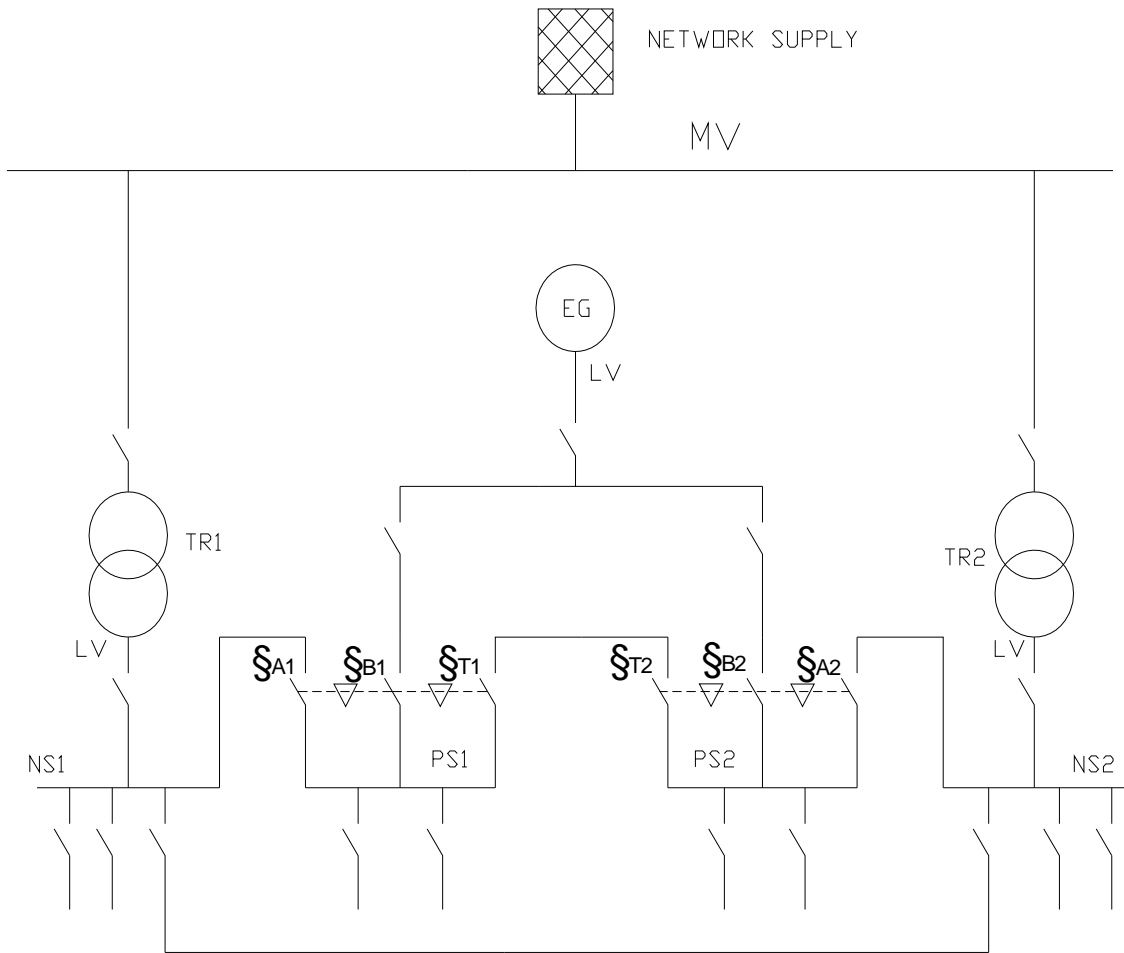 NETWORK SUPPLY
MV
EG
LV
TR1
TR2
LV
LV
§A1
§B1
§T1
§T2
§B2
§A2
NS1
PS1
PS2
NS2